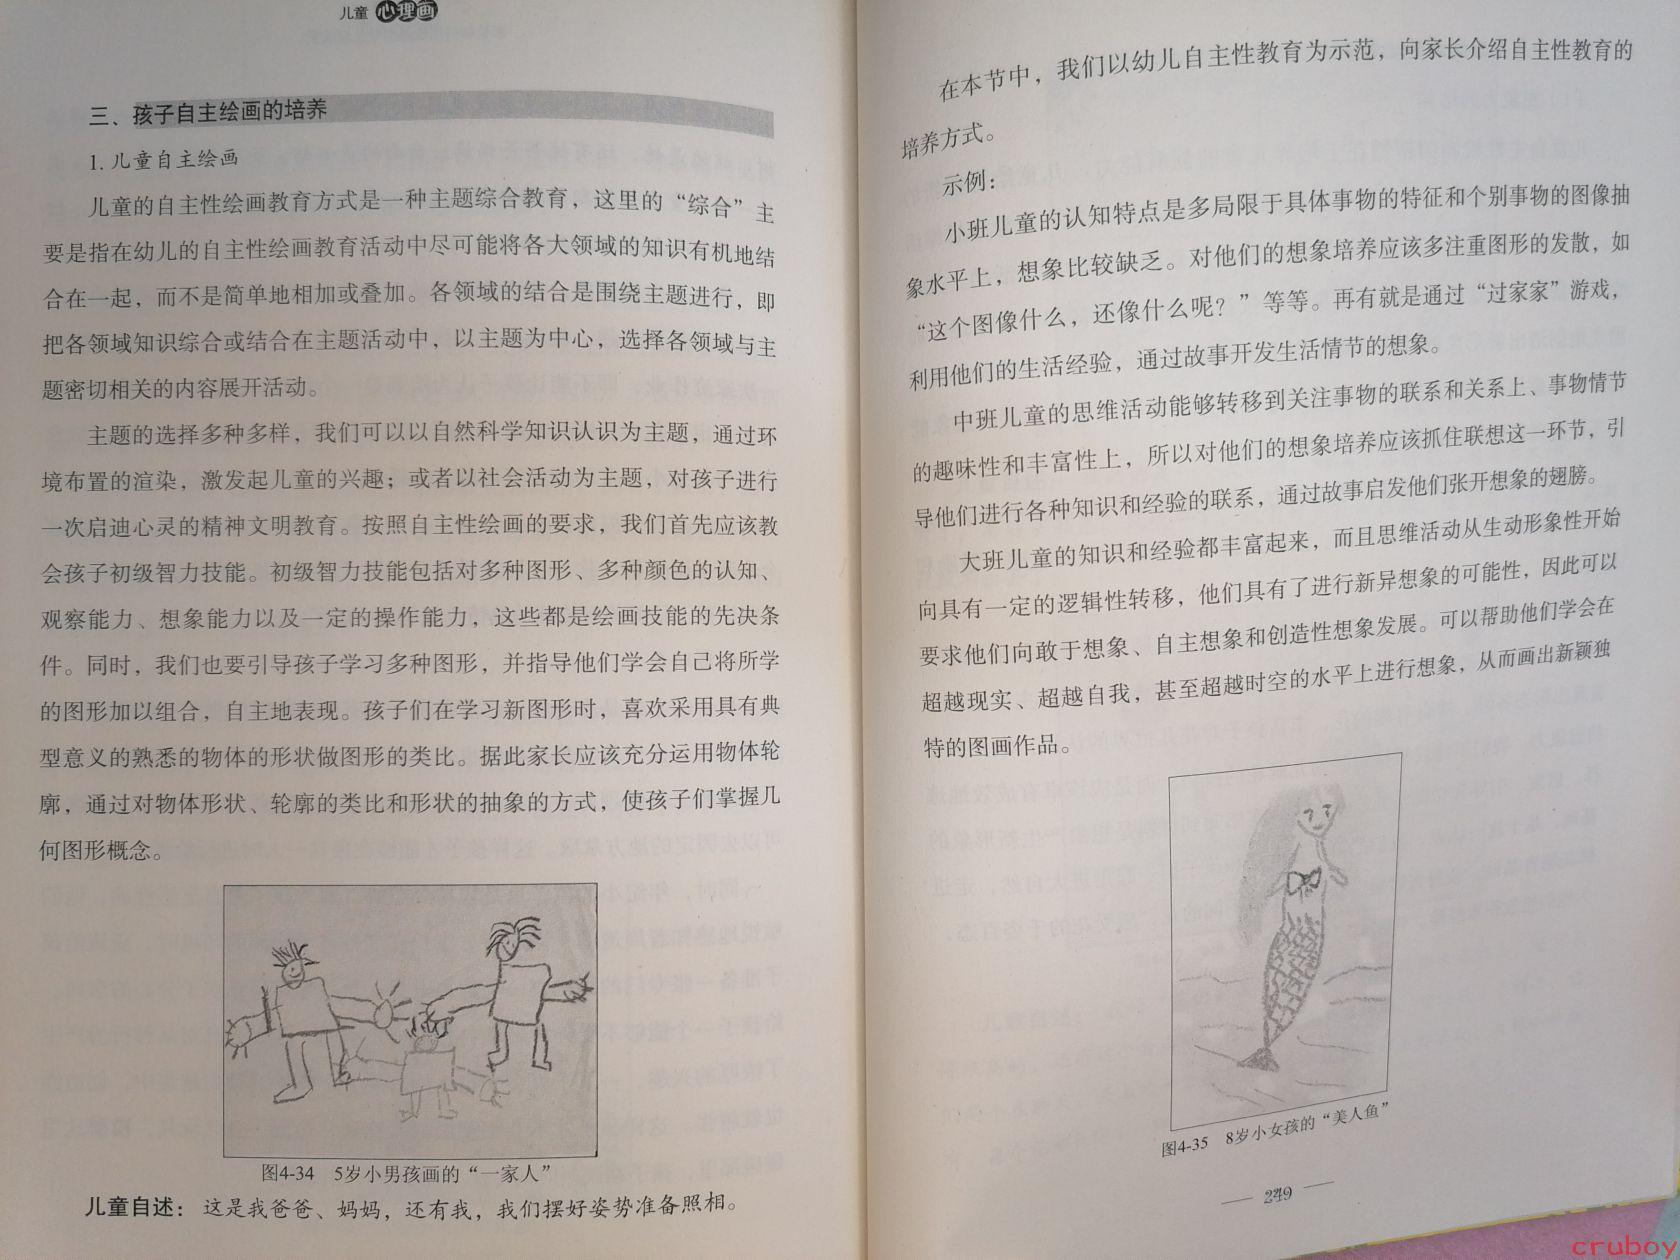 儿童 心理画
三、孩子自主绘画的培养
1. 儿童自主绘画
儿童的自主性绘画教育方式是一种主题综合教育，这里的“综合”主
要是指在幼儿的自主性绘画教育活动中尽可能将各大领域的知识有机地结
合在一起，而不是简单地相加或叠加。各领域的结合是围绕主题进行，即
把各领域知识综合或结合在主题活动中，以主题为中心，选择各领域与主
题密切相关的内容展开活动。
主题的选择多种多样，我们可以以自然科学知识认识为主题，通过环
境布置的渲染，激发起儿童的兴趣；或者以社会活动为主题，对孩子进行
一次启迪心灵的精神文明教育。按照自主性绘画的要求，我们首先应该教
会孩子初级智力技能。初级智力技能包括对多种图形、多种颜色的认知、
观察能力、想象能力以及一定的操作能力，这些都是绘画技能的先决条
件。同时，我们也要引导孩子学习多种图形，并指导他们学会自己将所学
的图形加以组合，自主地表现。孩子们在学习新图形时，喜欢采用具有典
型意义的熟悉的物体的形状做图形的类比。据此家长应该充分运用物体轮
廓，通过对物体形状、轮廓的类比和形状的抽象的方式，使孩子们掌握几
何图形概念。
图4-34 5岁小男孩画的“一家人”
儿童自述：这是我爸爸、妈妈，还有我，我们摆好姿势准备照相。
在本节中，我们以幼儿自主性教育为示范，向家长介绍自主性教育的
培养方式。
示例：
小班儿童的认知特点是多局限于具体事物的特征和个别事物的图像抽
象水平上，想象比较缺乏。对他们的想象培养应该多注重图形的发散，如
“这个图像什么，还像什么呢？”等等。再有就是通过“过家家”游戏，
利用他们的生活经验，通过故事开发生活情节的想象。
中班儿童的思维活动能够转移到关注事物的联系和关系上、事物情节
的趣味性和丰富性上，所以对他们的想象培养应该抓住联想这一环节，引
导他们进行各种知识和经验的联系，通过故事启发他们张开想象的翅膀。
大班儿童的知识和经验都丰富起来，而且思维活动从生动形象性开始
向具有一定的逻辑性转移，他们具有了进行新异想象的可能性，因此可以
要求他们向敢于想象、自主想象和创造性想象发展。可以帮助他们学会在
超越现实、超越自我，甚至超越时空的水平上进行想象，从而画出新颖独
特的图画作品。
图4-35 8岁小女孩的“美人鱼”
249
cruboy